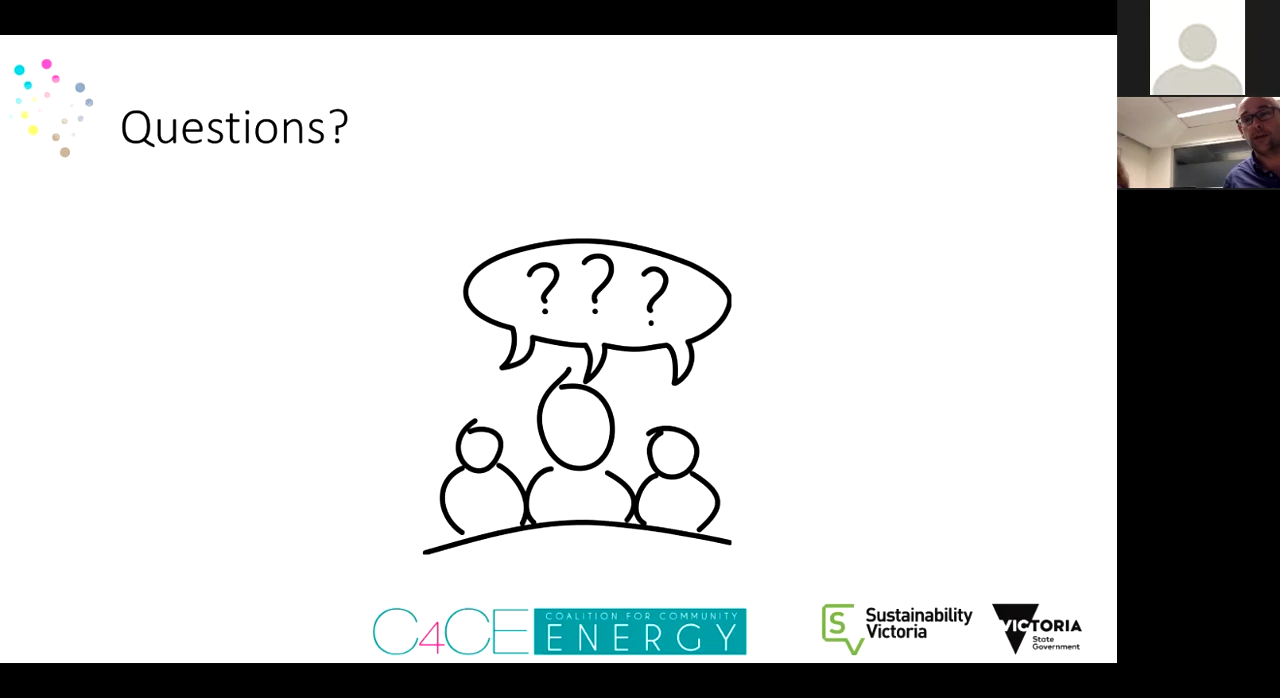 Questions?
? ? ?
C4CE
COALITION FOR COMMUNITY
ENERGY
S
Sustainability
Victoria
VICTORIA
State
Government